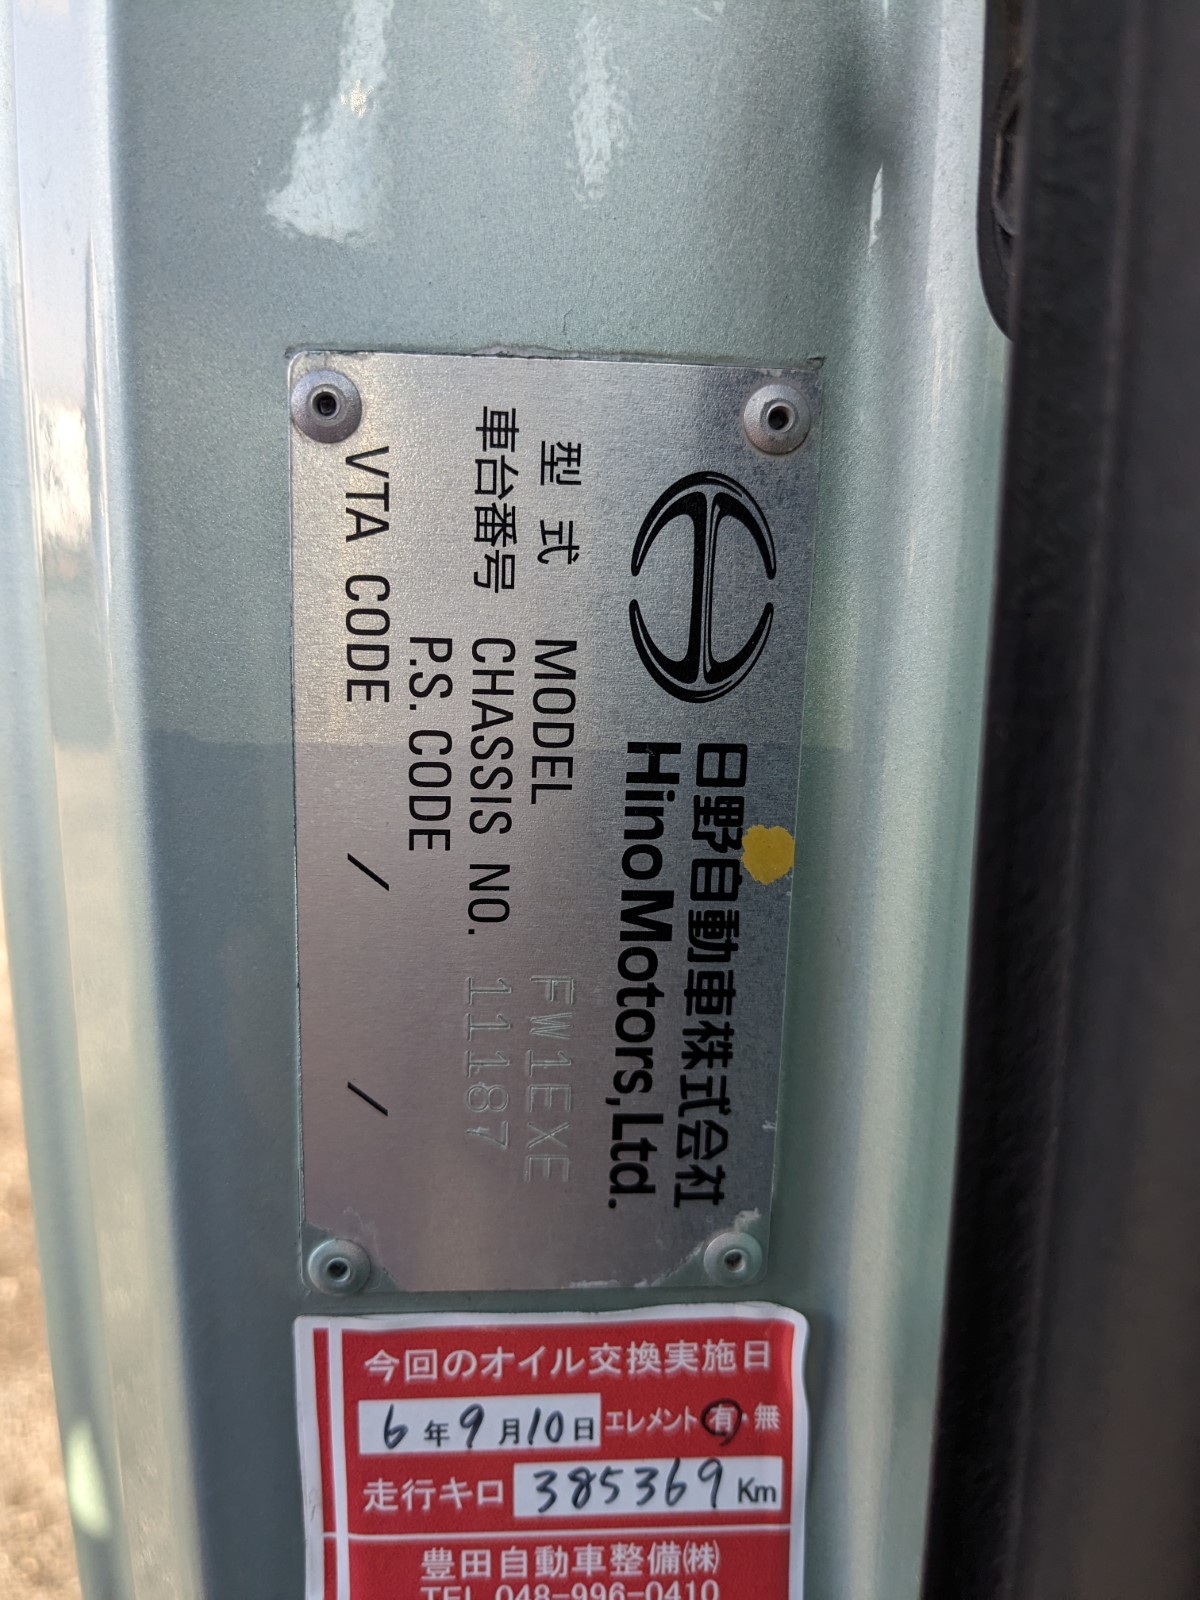 日野自動車株式会社
Hino Motors, Ltd.
型式 MODEL FW1EXE
車台番号 CHASSIS NO. 11187
P.S. CODE
VTA CODE / /
今回のオイル交換実施日
6年9月10日 エレメント 有・無
走行キロ 385369 Km
豊田自動車整備㈱
TEL 048-996-0410